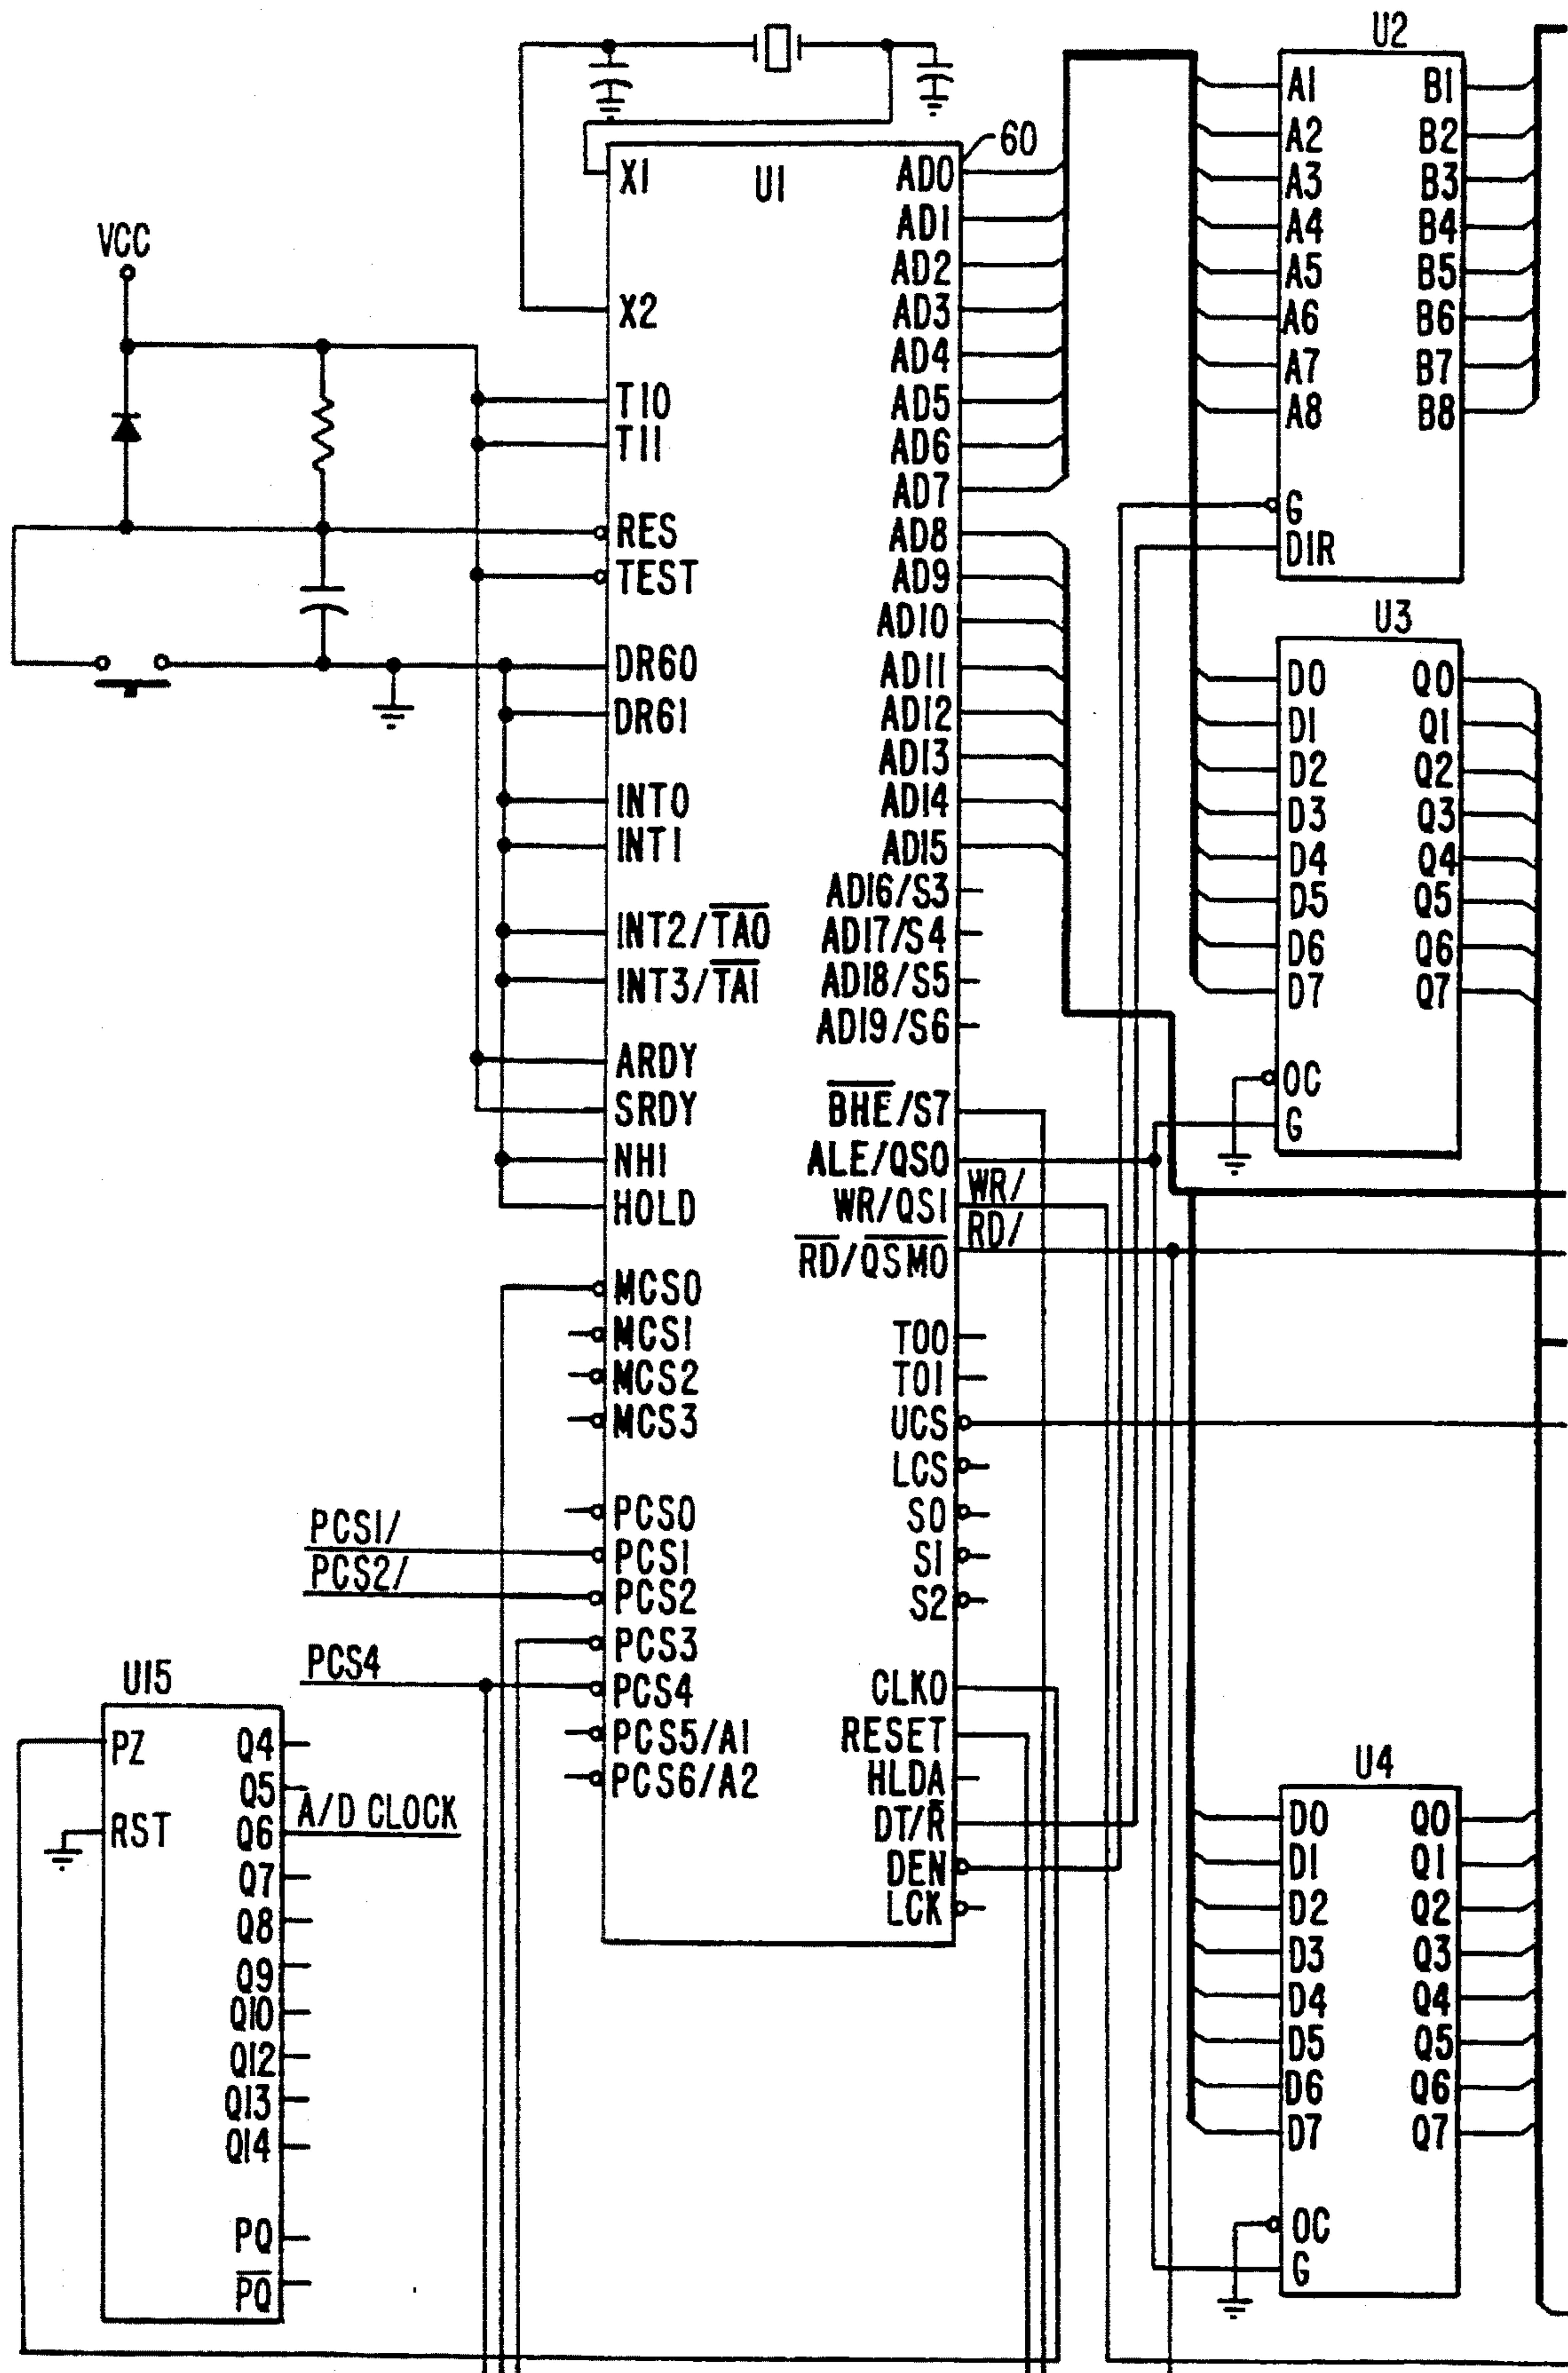 VCC
U1
60
X1
X2
TI0
TI1
RES
TEST
DR60
DR61
INT0
INT1
INT2/TA0
INT3/TA1
ARDY
SRDY
NHI
HOLD
MCS0
MCS1
MCS2
MCS3
PCS0
PCS1/
PCS1
PCS2/
PCS2
PCS3
PCS4
PCS4
PCS5/A1
PCS6/A2
AD0
AD1
AD2
AD3
AD4
AD5
AD6
AD7
AD8
AD9
AD10
AD11
AD12
AD13
AD14
AD15
AD16/S3
AD17/S4
AD18/S5
AD19/S6
BHE/S7
ALE/QS0
WR/QS1
WR/
RD/QSM0
RD/
TO0
TO1
UCS
LCS
S0
S1
S2
CLKO
RESET
HLDA
DT/R
DEN
LCK
U15
PZ
RST
Q4
Q5
Q6
A/D CLOCK
Q7
Q8
Q9
Q10
Q12
Q13
Q14
PQ
PQ
U2
A1 B1
A2 B2
A3 B3
A4 B4
A5 B5
A6 B6
A7 B7
A8 B8
G
DIR
U3
D0 Q0
D1 Q1
D2 Q2
D3 Q3
D4 Q4
D5 Q5
D6 Q6
D7 Q7
OC
G
U4
D0 Q0
D1 Q1
D2 Q2
D3 Q3
D4 Q4
D5 Q5
D6 Q6
D7 Q7
OC
G